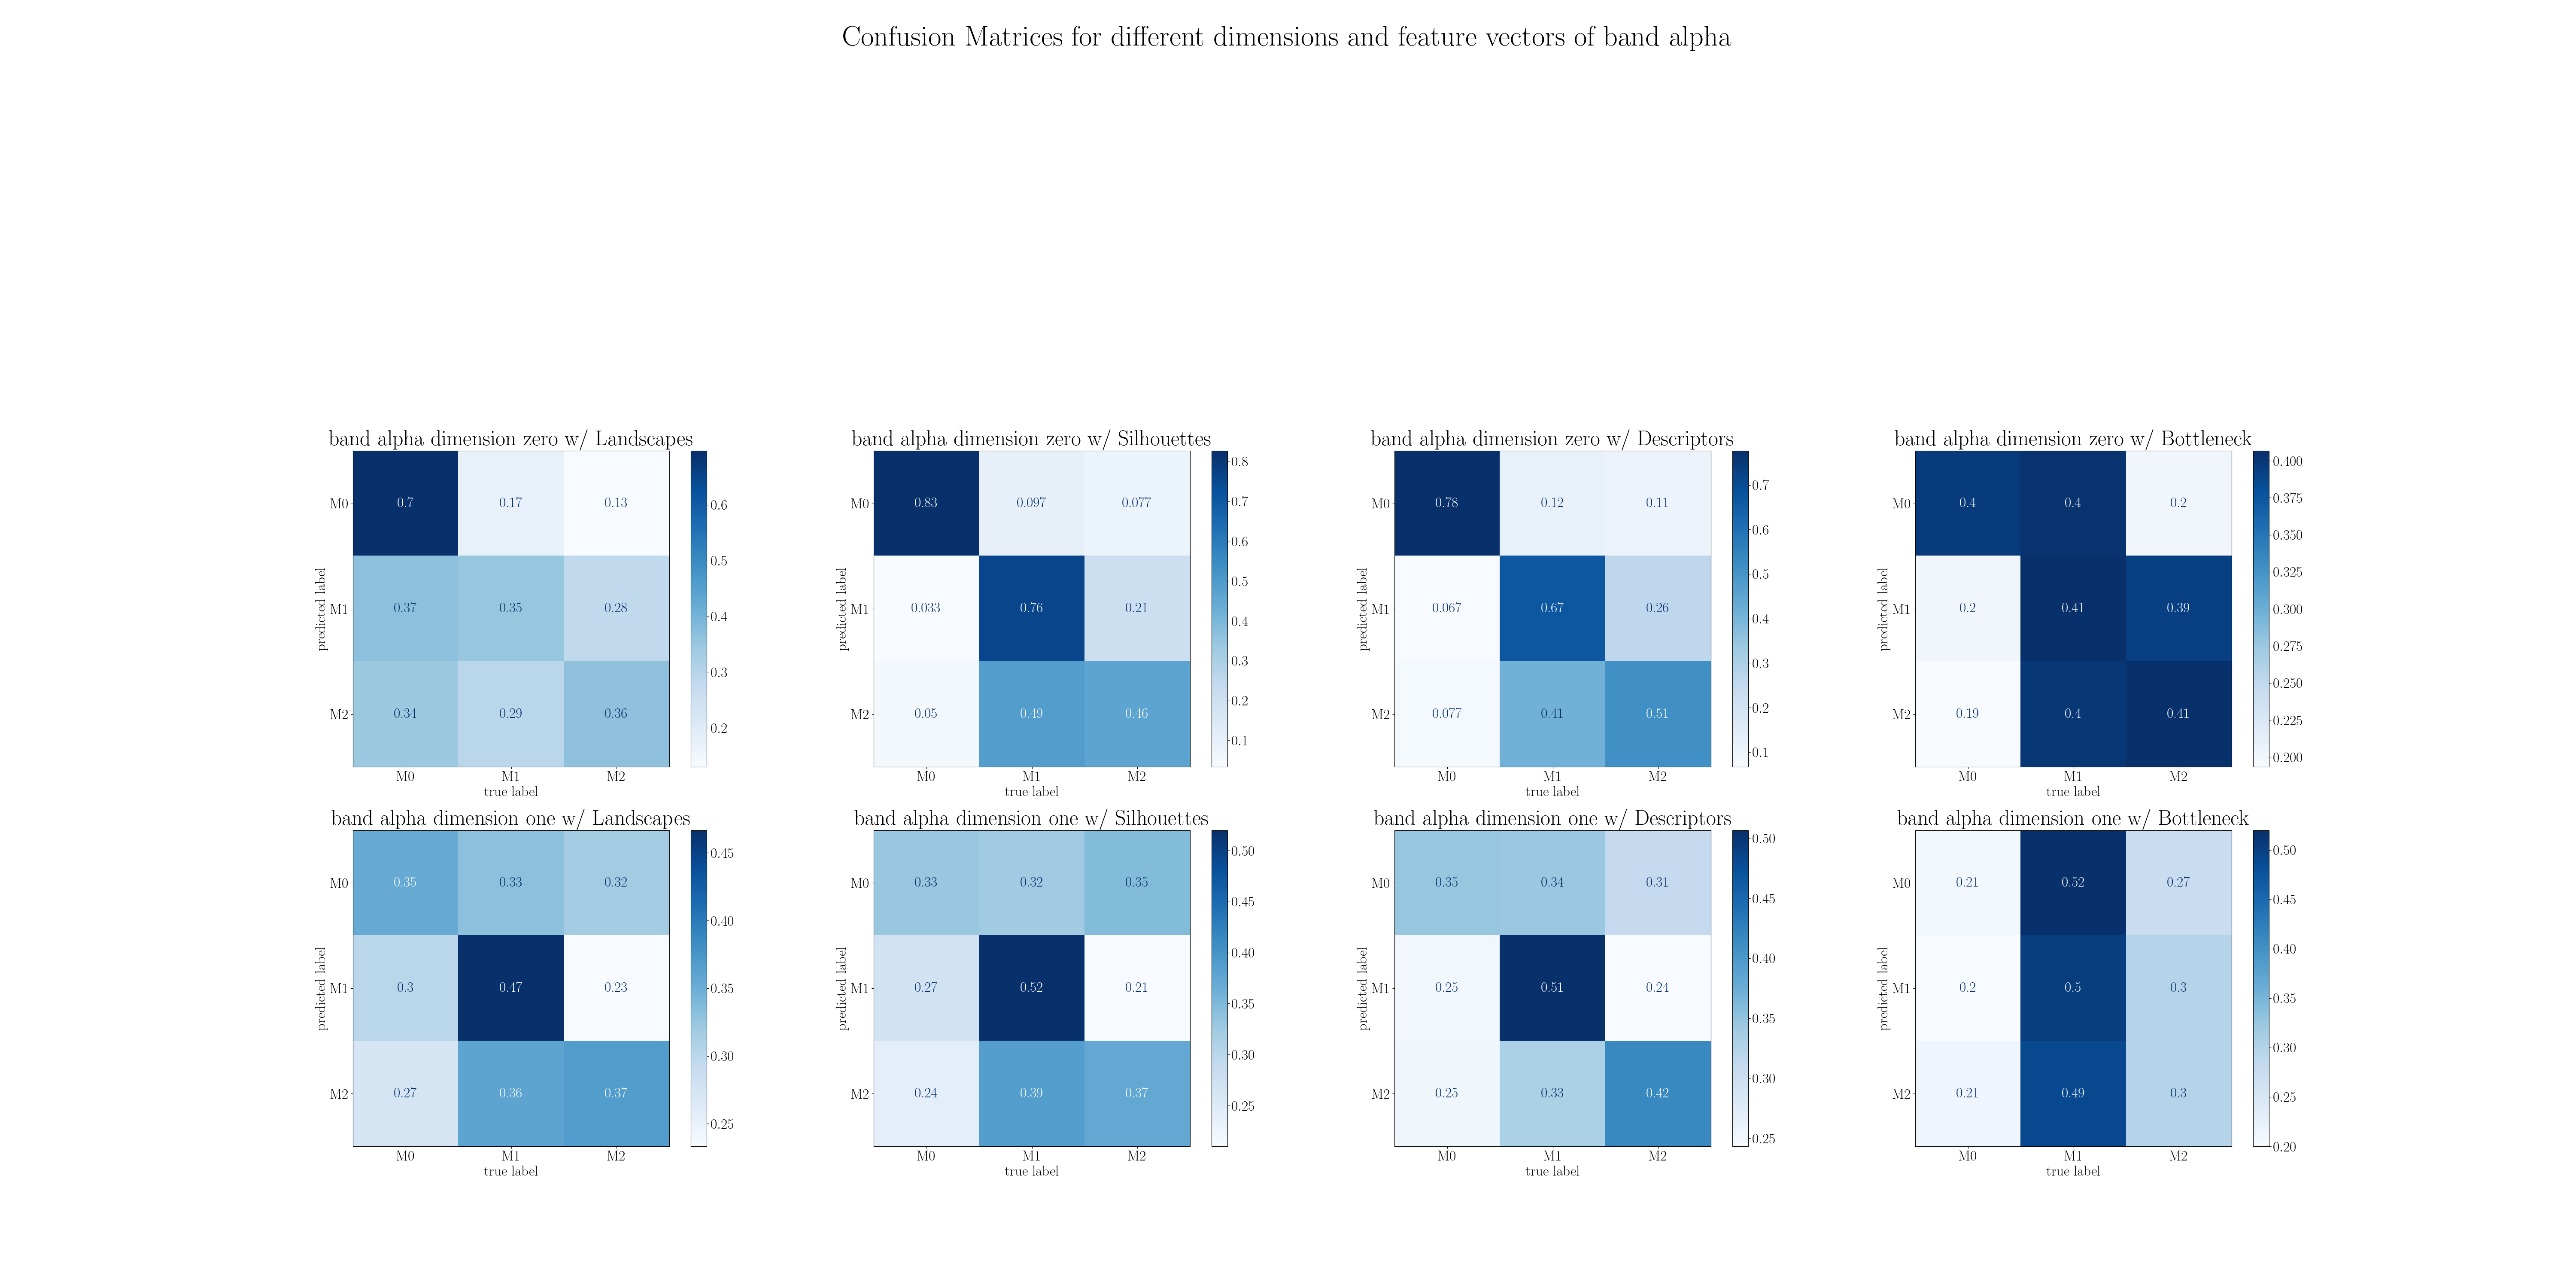 Confusion Matrices for different dimensions and feature vectors of band alpha
band alpha dimension zero w/ Landscapes
M0 0.7 0.17 0.13
M1 0.37 0.35 0.28
M2 0.34 0.29 0.36
M0 M1 M2
true label
predicted label
0.6
0.5
0.4
0.3
0.2
band alpha dimension zero w/ Silhouettes
M0 0.83 0.097 0.077
M1 0.033 0.76 0.21
M2 0.05 0.49 0.46
M0 M1 M2
true label
predicted label
0.8
0.7
0.6
0.5
0.4
0.3
0.2
0.1
band alpha dimension zero w/ Descriptors
M0 0.78 0.12 0.11
M1 0.067 0.67 0.26
M2 0.077 0.41 0.51
M0 M1 M2
true label
predicted label
0.7
0.6
0.5
0.4
0.3
0.2
0.1
band alpha dimension zero w/ Bottleneck
M0 0.4 0.4 0.2
M1 0.2 0.41 0.39
M2 0.19 0.4 0.41
M0 M1 M2
true label
predicted label
0.400
0.375
0.350
0.325
0.300
0.275
0.250
0.225
0.200
band alpha dimension one w/ Landscapes
M0 0.35 0.33 0.32
M1 0.3 0.47 0.23
M2 0.27 0.36 0.37
M0 M1 M2
true label
predicted label
0.45
0.40
0.35
0.30
0.25
band alpha dimension one w/ Silhouettes
M0 0.33 0.32 0.35
M1 0.27 0.52 0.21
M2 0.24 0.39 0.37
M0 M1 M2
true label
predicted label
0.50
0.45
0.40
0.35
0.30
0.25
band alpha dimension one w/ Descriptors
M0 0.35 0.34 0.31
M1 0.25 0.51 0.24
M2 0.25 0.33 0.42
M0 M1 M2
true label
predicted label
0.50
0.45
0.40
0.35
0.30
0.25
band alpha dimension one w/ Bottleneck
M0 0.21 0.52 0.27
M1 0.2 0.5 0.3
M2 0.21 0.49 0.3
M0 M1 M2
true label
predicted label
0.50
0.45
0.40
0.35
0.30
0.25
0.20